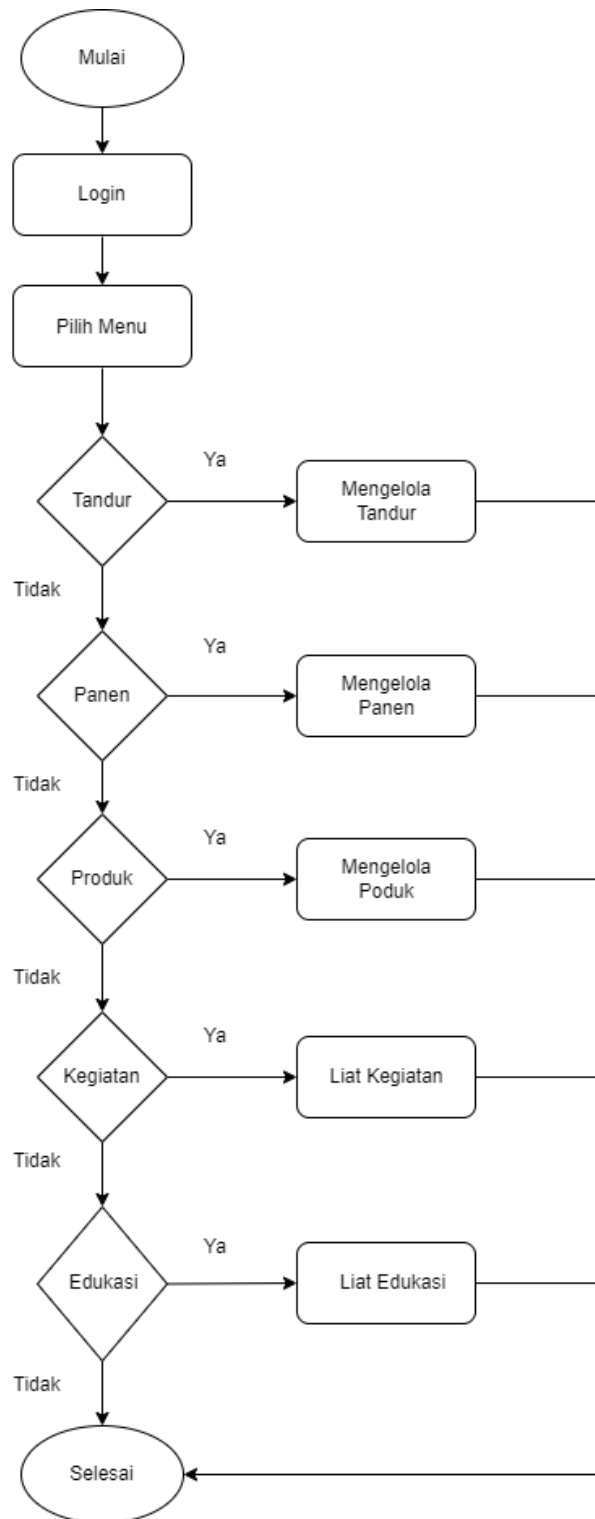 Mulai
Login
Pilih Menu
Tandur
Ya
Mengelola
Tandur
Tidak
Panen
Ya
Mengelola
Panen
Tidak
Produk
Ya
Mengelola
Poduk
Tidak
Kegiatan
Ya
Liat Kegiatan
Tidak
Edukasi
Ya
Liat Edukasi
Tidak
Selesai